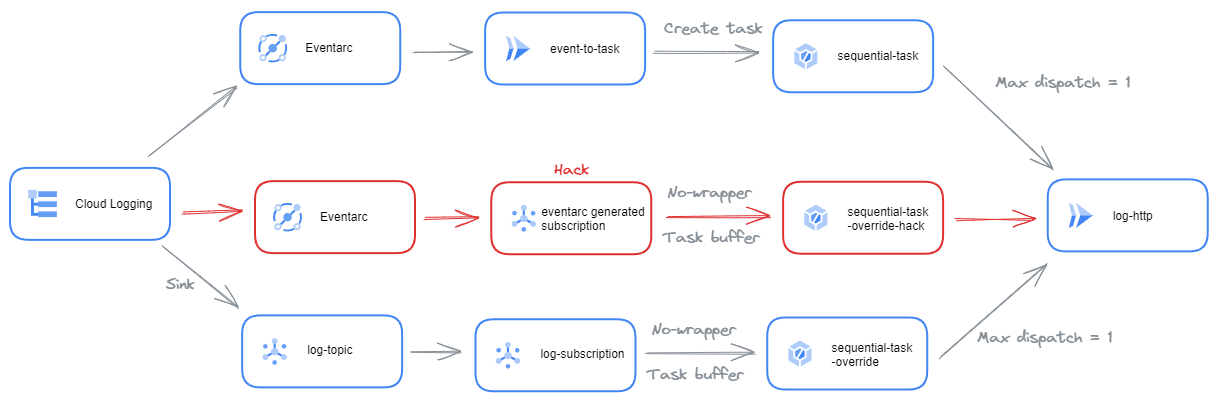 Eventarc
event-to-task
Create task
sequential-task
Max dispatch = 1
Cloud Logging
Eventarc
Hack
eventarc generated
subscription
No-wrapper
Task buffer
sequential-task
-override-hack
log-http
Sink
log-topic
log-subscription
No-wrapper
Task buffer
sequential-task
-override
Max dispatch = 1